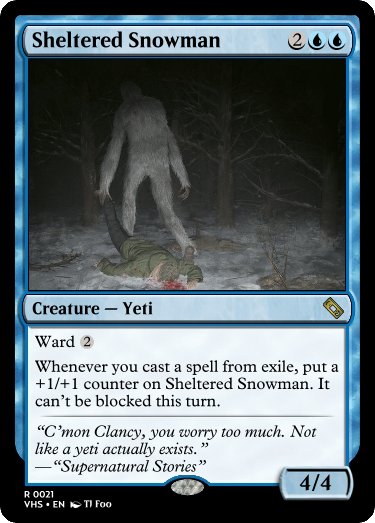 Sheltered Snowman 2
Creature — Yeti
Ward 2
Whenever you cast a spell from exile, put a
+1/+1 counter on Sheltered Snowman. It
can't be blocked this turn.
“C'mon Clancy, you worry too much. Not
like a yeti actually exists.”
—“Supernatural Stories”
4/4
R 0021
VHS • EN TJ Foo